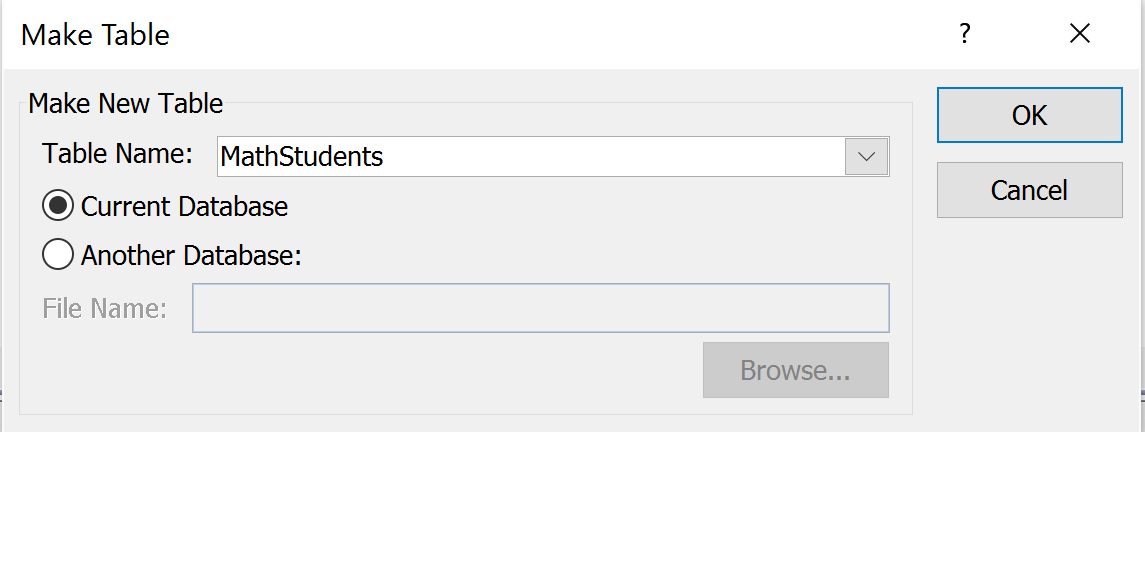 Make Table
?
Make New Table
OK
Table Name: MathStudents
Cancel
Current Database
Another Database:
File Name:
Browse...